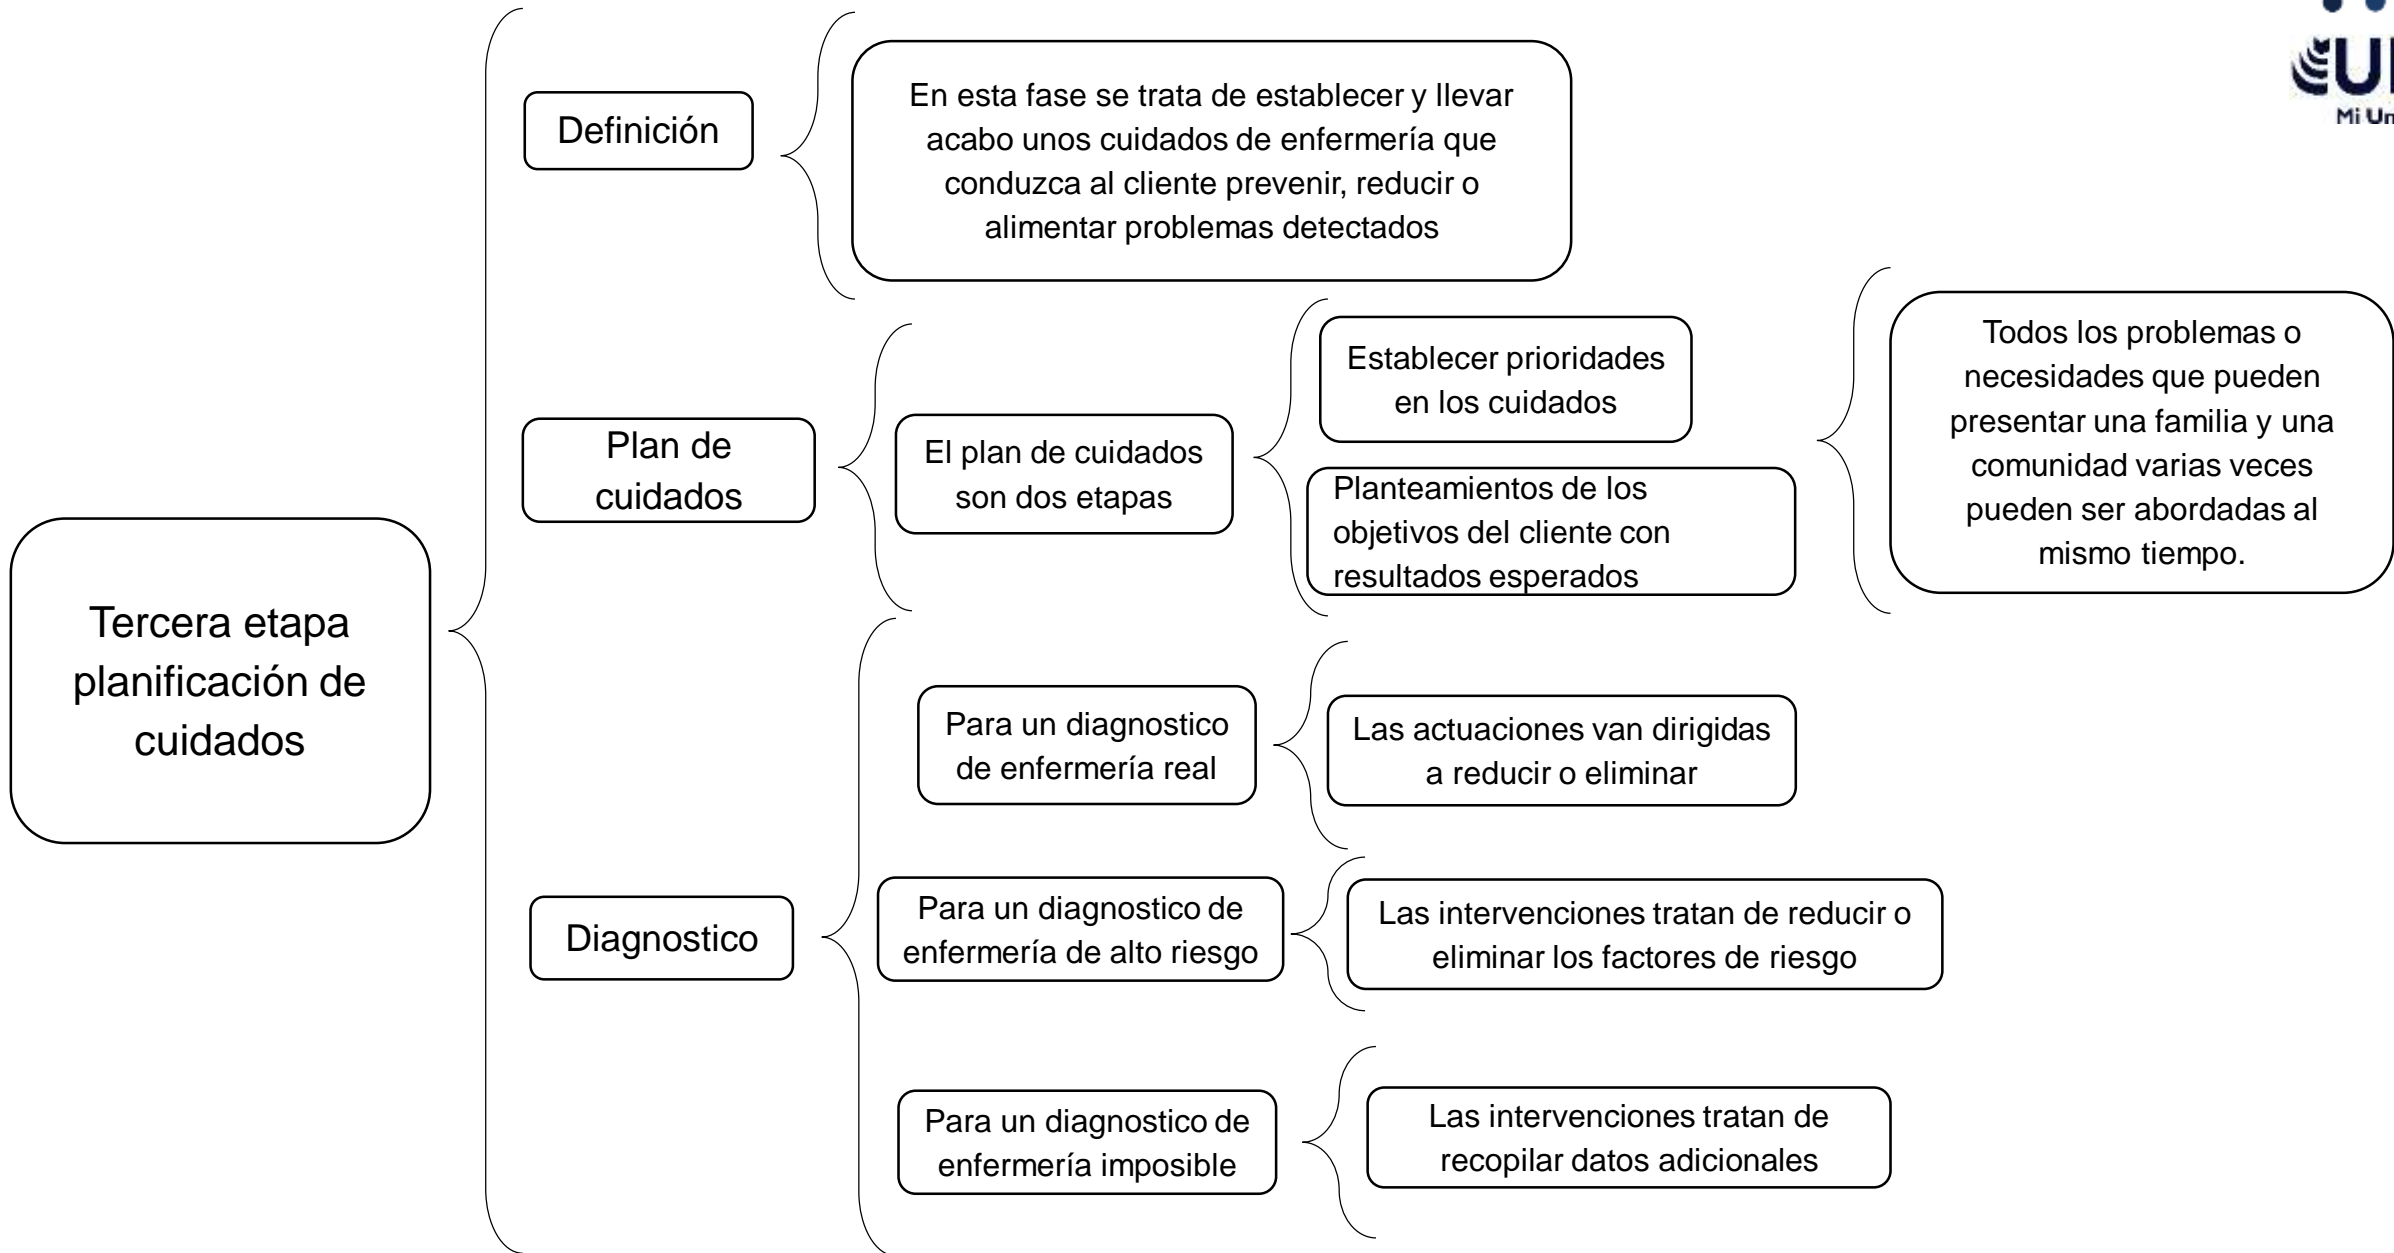 Tercera etapa
planificación de
cuidados
Definición
En esta fase se trata de establecer y llevar
acabo unos cuidados de enfermería que
conduzca al cliente prevenir, reducir o
alimentar problemas detectados
Plan de
cuidados
El plan de cuidados
son dos etapas
Establecer prioridades
en los cuidados
Planteamientos de los
objetivos del cliente con
resultados esperados
Todos los problemas o
necesidades que pueden
presentar una familia y una
comunidad varias veces
pueden ser abordadas al
mismo tiempo.
Diagnostico
Para un diagnostico
de enfermería real
Las actuaciones van dirigidas
a reducir o eliminar
Para un diagnostico de
enfermería de alto riesgo
Las intervenciones tratan de reducir o
eliminar los factores de riesgo
Para un diagnostico de
enfermería imposible
Las intervenciones tratan de
recopilar datos adicionales
Mi